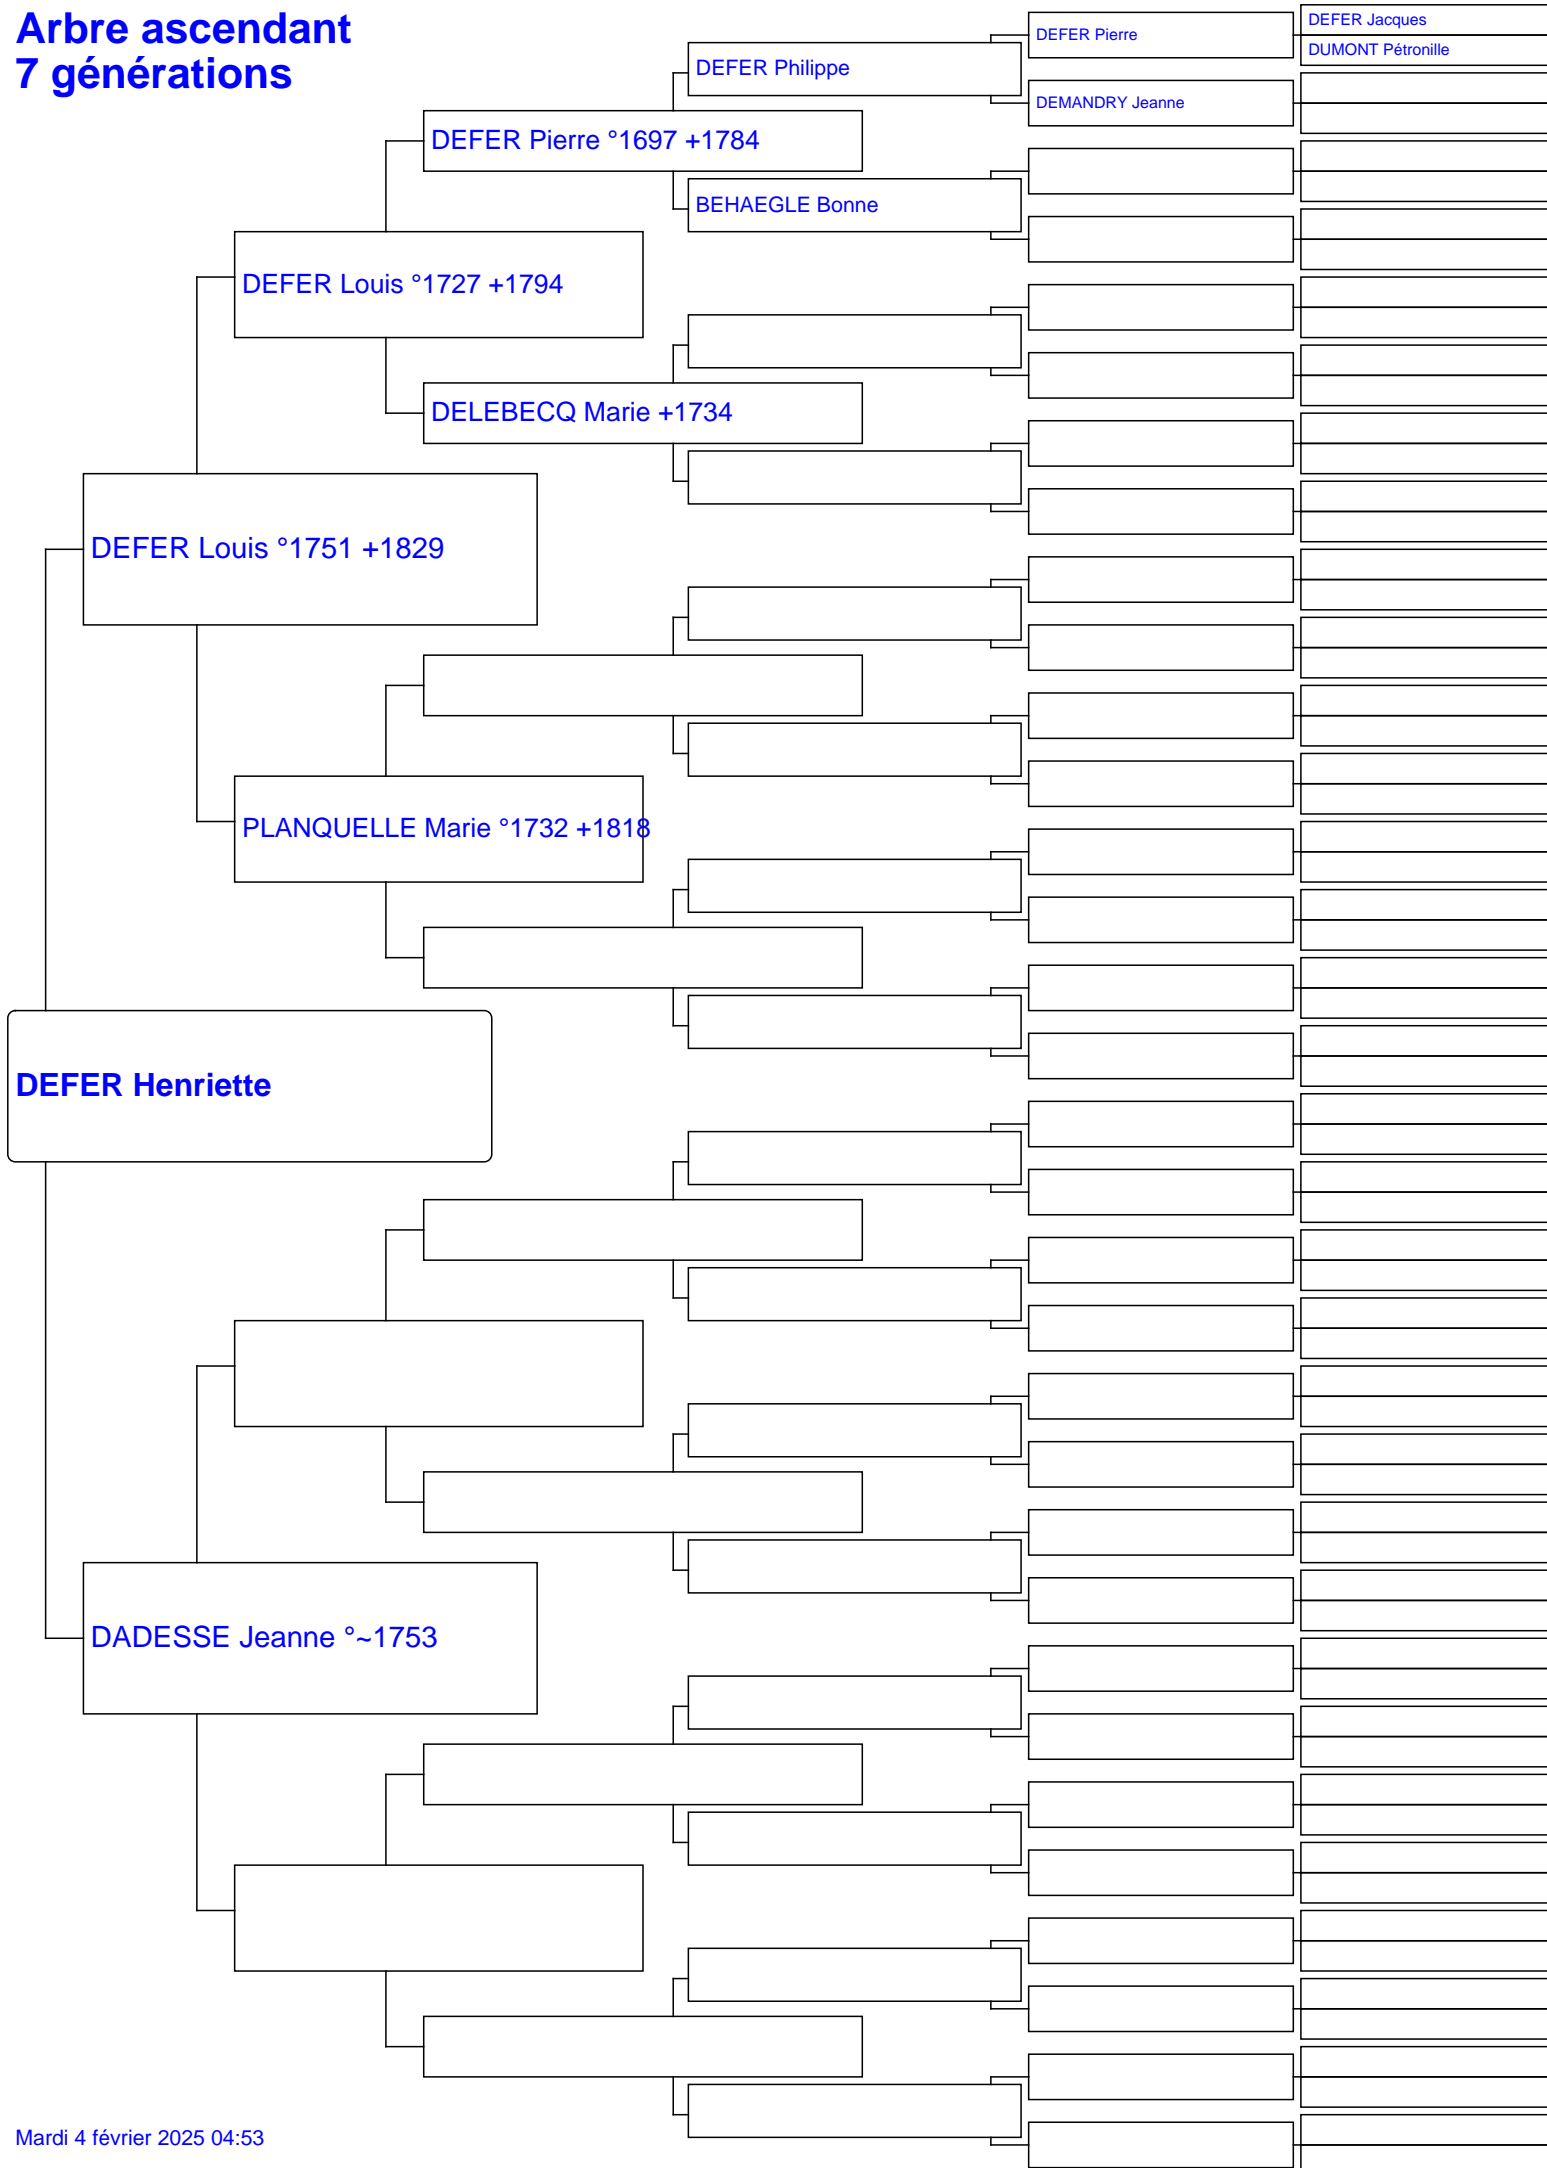 Arbre ascendant
7 générations
DEFER Jacques
DEFER Pierre
DUMONT Pétronille
DEFER Philippe
DEMANDRY Jeanne
DEFER Pierre °1697 +1784
BEHAEGLE Bonne
DEFER Louis °1727 +1794
DELEBECQ Marie +1734
DEFER Louis °1751 +1829
PLANQUELLE Marie °1732 +1818
DEFER Henriette
DADESSE Jeanne °~1753
Mardi 4 février 2025 04:53